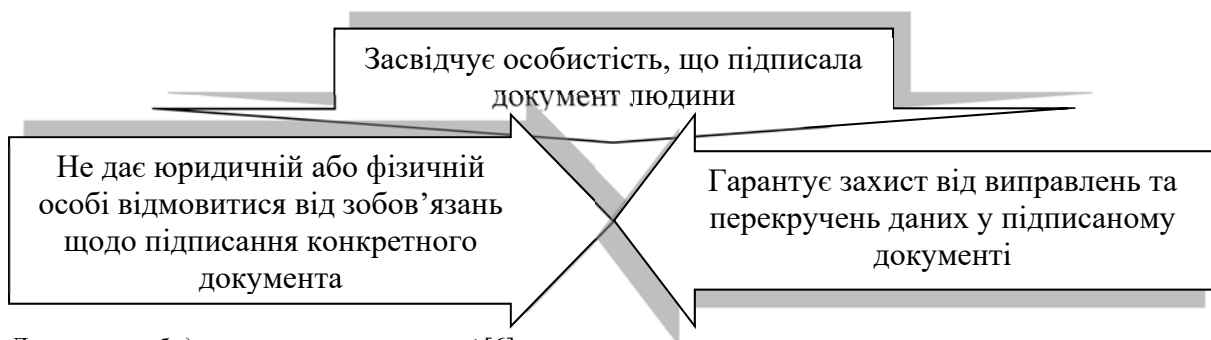 Засвідчує особистість, що підписала
документ людини
Не дає юридичній або фізичній
особі відмовитися від зобов’язань
щодо підписання конкретного
документа
Гарантує захист від виправлень та
перекручень даних у підписаному
документі
[6]